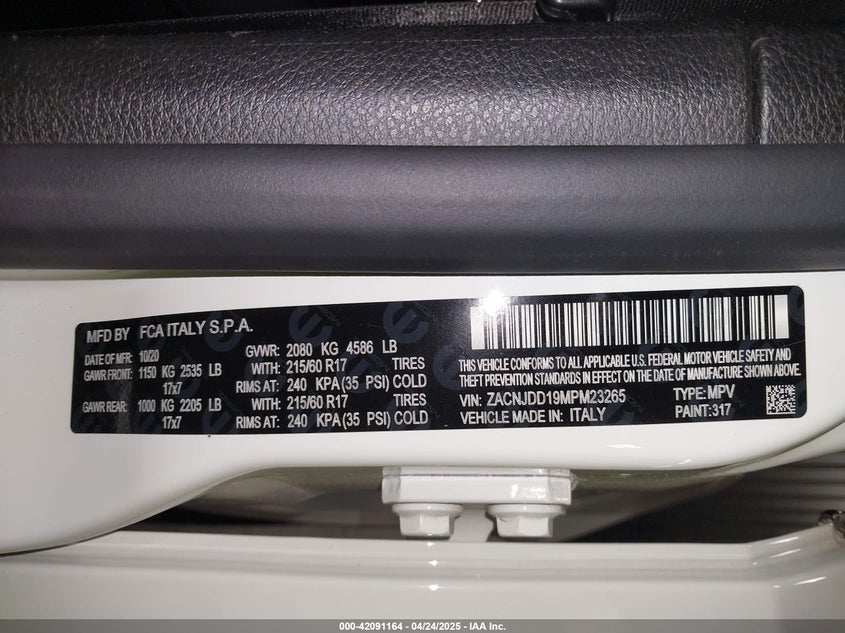 MFD BY FCA ITALY S.P.A.
DATE OF MFR: 10/20 GVWR: 2080 KG 4586 LB
GAWR FRONT: 1150 KG 2535 LB WITH: 215/60 R17 TIRES
17x7 RIMS AT: 240 KPA(35 PSI) COLD
GAWR REAR: 1000 KG 2205 LB WITH: 215/60 R17 TIRES
17x7 RIMS AT: 240 KPA(35 PSI) COLD
THIS VEHICLE CONFORMS TO ALL APPLICABLE U.S. FEDERAL MOTOR VEHICLE SAFETY AND
THEFT PREVENTION STANDARDS IN EFFECT ON THE DATE OF MANUFACTURE SHOWN ABOVE.
VIN: ZACNJDD19MPM23265 TYPE: MPV
VEHICLE MADE IN: ITALY PAINT: 317
000-42091164 - 04/24/2025 - IAA Inc.